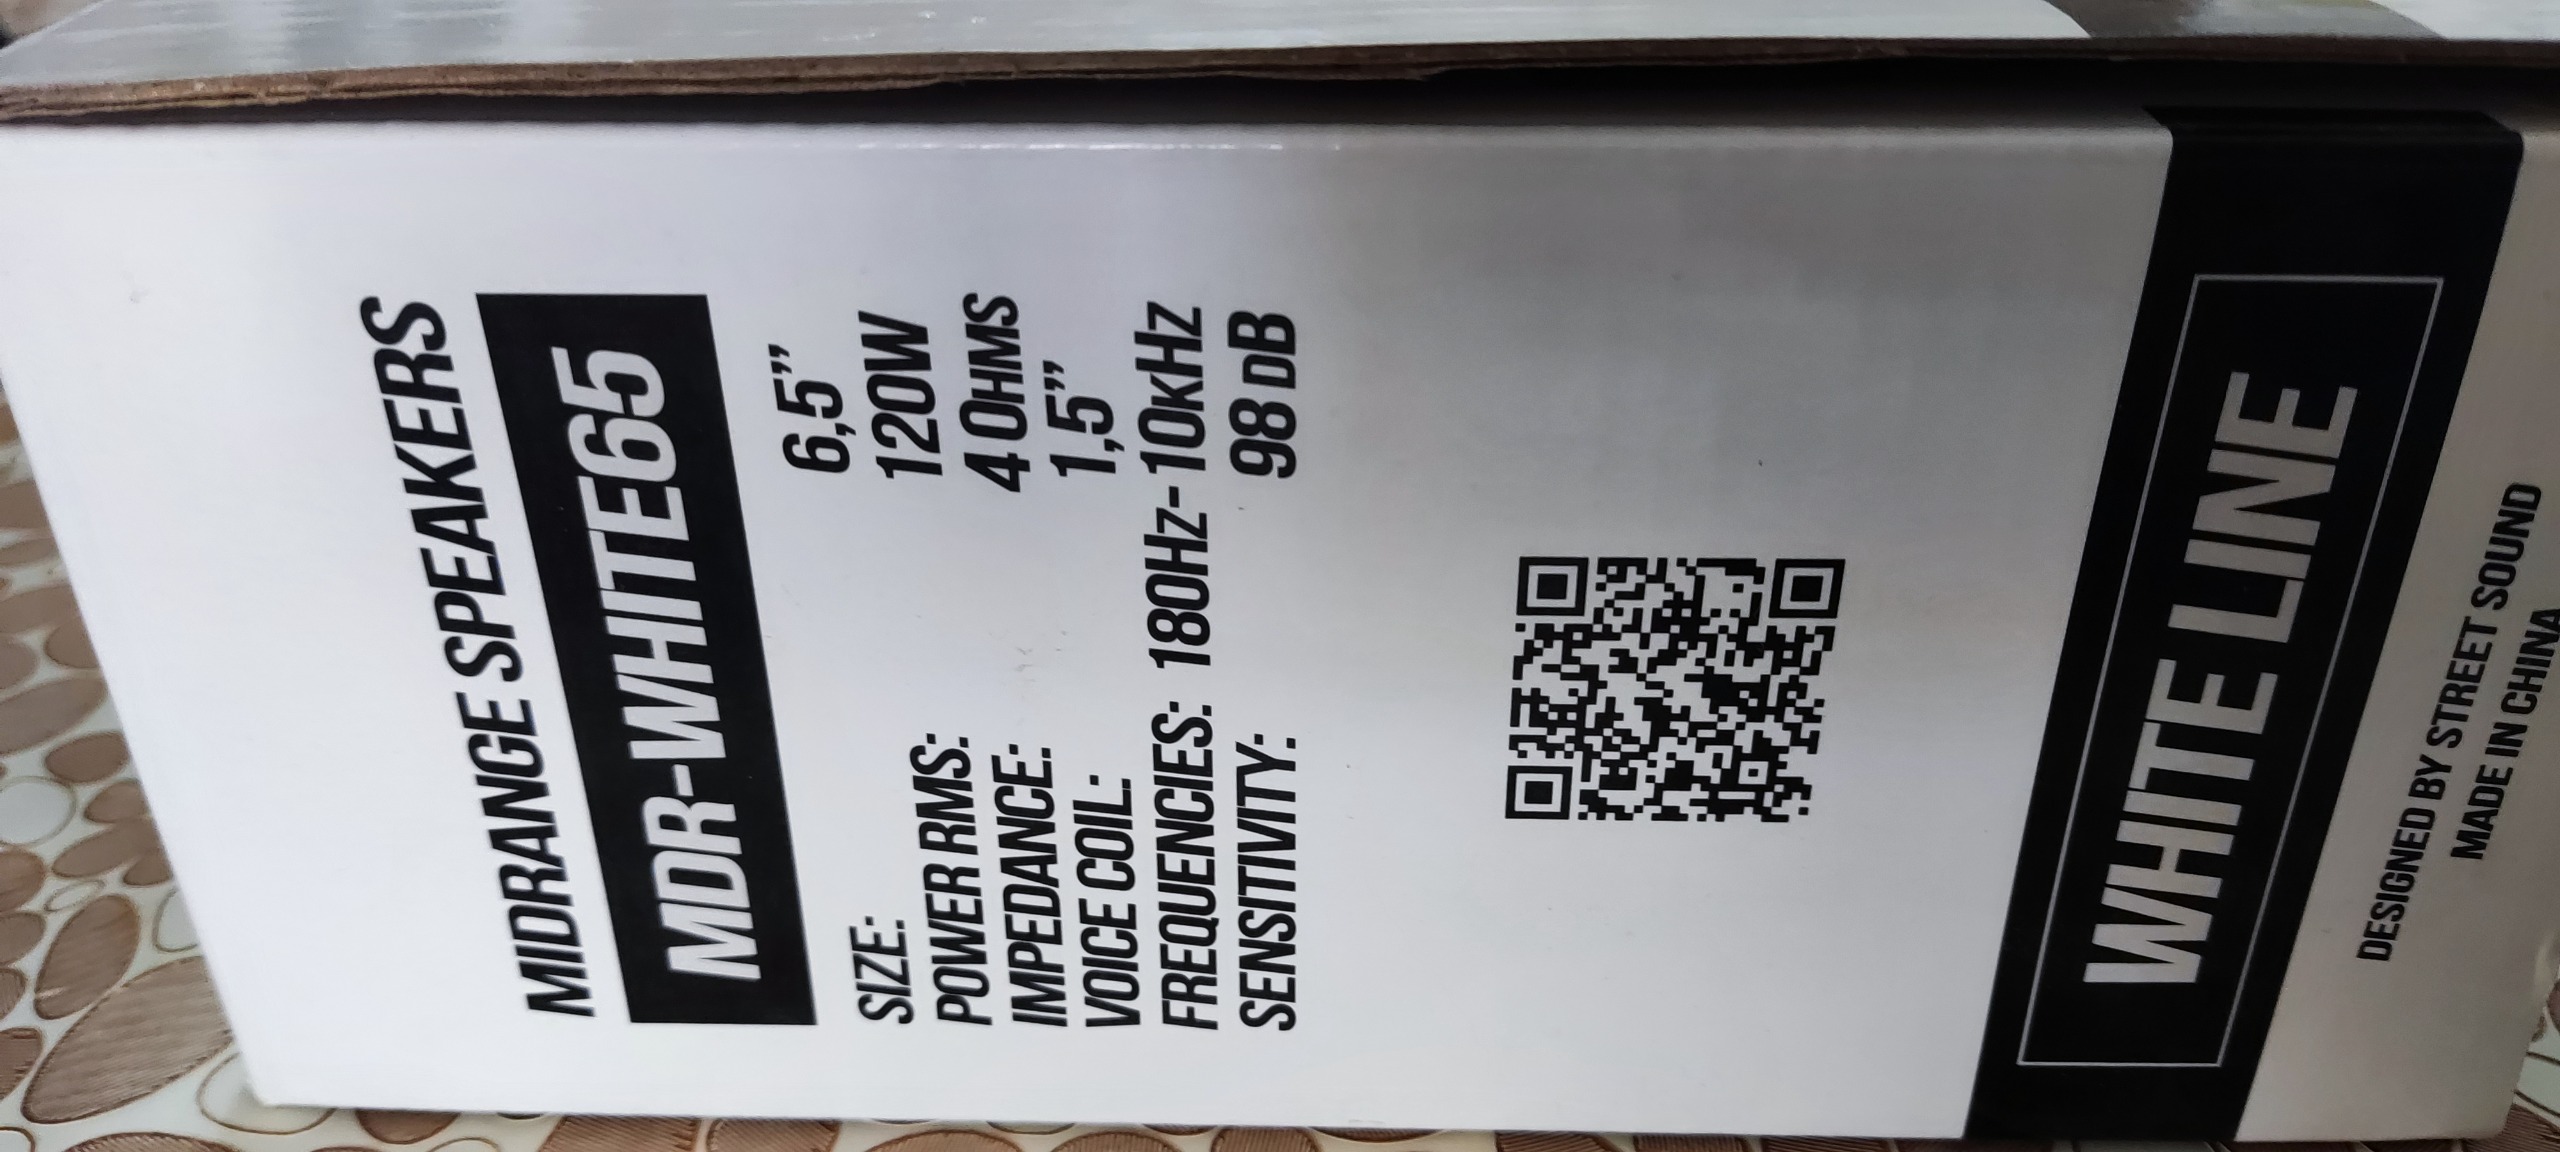 MIDRANGE SPEAKERS
MDR-WHITE65
SIZE: 6,5”
POWER RMS: 120W
IMPEDANCE: 4 OHMS
VOICE COIL: 1,5”
FREQUENCIES: 180Hz-10kHz
SENSITIVITY: 98 DB
WHITE LINE
DESIGNED BY STREET SOUND
MADE IN CHINA